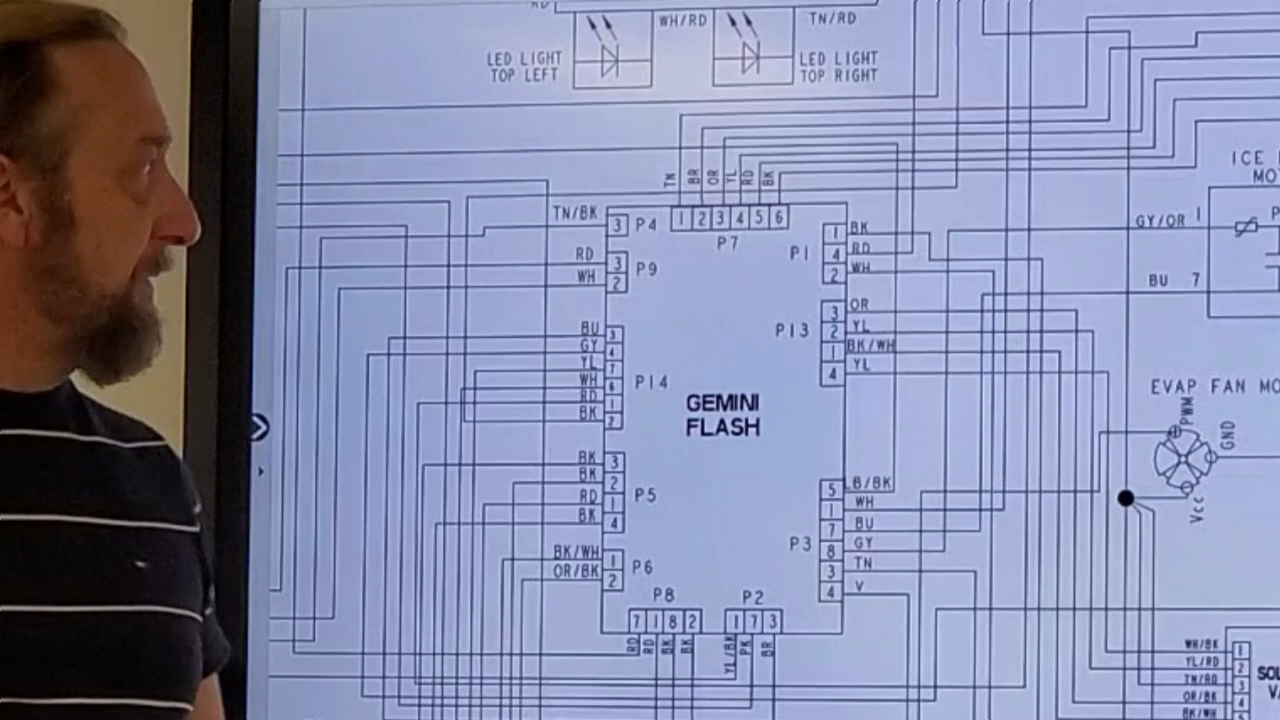 WH/RD
TN/RD
LED LIGHT
TOP LEFT
LED LIGHT
TOP RIGHT
TN
BR
OR
YL
RD
BK
1 2 3 4 5 6
P7
TN/BK 3 P4
RD 3
WH 2
P9
BU 3
GY 4
YL 7
WH 6
RD 1
BK 2
P14
BK 3
BK 2
RD 1
BK 4
P5
BK/WH 1
OR/BK 2
P6
GEMINI
FLASH
P1
1 BK
4 RD
2 WH
P13
3 OR
2 YL
1 BK/WH
4 YL
P3
5 LB/BK
1 WH
7 BU
8 GY
3 TN
4 V
P8
7 1 8 2
RD
RD
BK
BK
P2
1 7 3
YL/BK
PK
BR
ICE
MO
GY/OR 1
BU 7
EVAP FAN MO
PWM
GND
Vcc
WH/BK 1
YL/RD 2
TN/RD 3
OR/BK 4
BK/WH
SOL